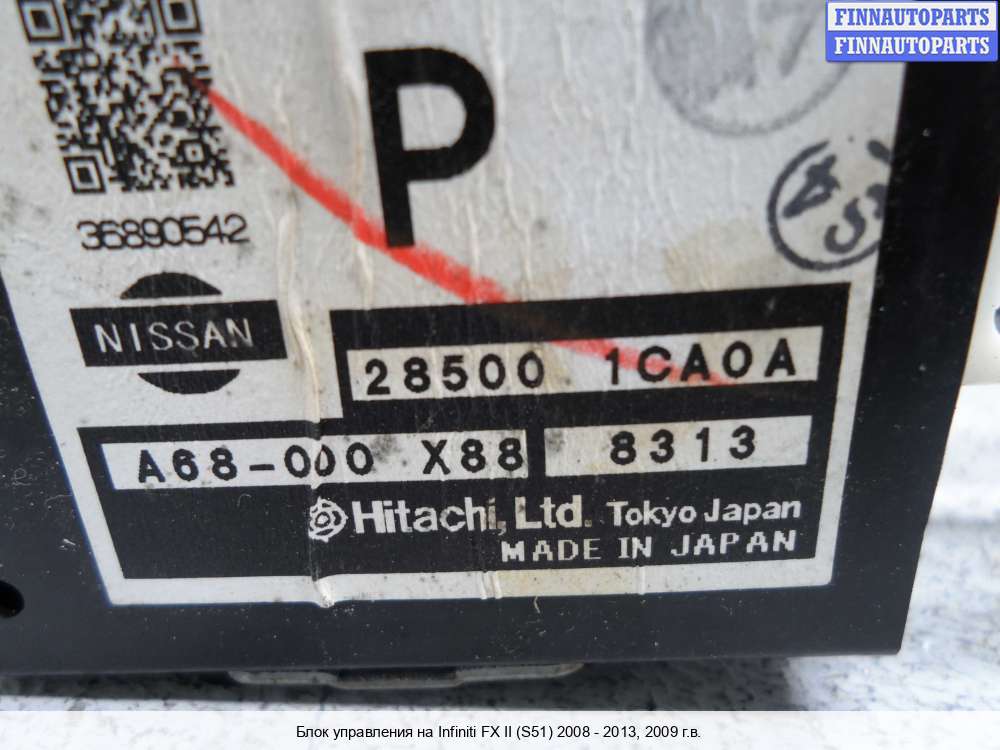 FINNAUTOPARTS
FINNAUTOPARTS
P
36890542
NISSAN
28500 1CA0A
A68-000 X88 8313
Hitachi, Ltd. Tokyo Japan
MADE IN JAPAN
Блок управления на Infiniti FX II (S51) 2008 - 2013, 2009 г.в.